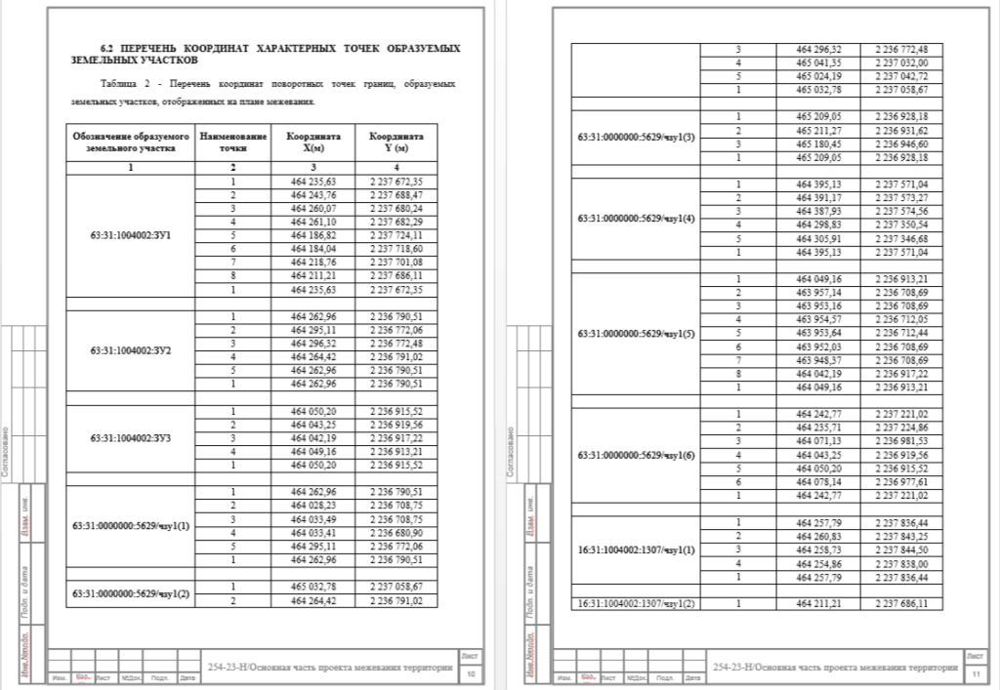 6.2 ПЕРЕЧЕНЬ КООРДИНАТ ХАРАКТЕРНЫХ ТОЧЕК ОБРАЗУЕМЫХ
ЗЕМЕЛЬНЫХ УЧАСТКОВ
Таблица 2 - Перечень координат поворотных точек границ, образуемых
земельных участков, отображенных на плане межевания.
Обозначение образуемого земельного участка Наименование точки Координата X(м) Координата Y (м)
1 2 3 4
63:31:1004002:ЗУ1
1 464 235,63 2 237 672,35
2 464 243,76 2 237 688,47
3 464 260,07 2 237 680,24
4 464 261,10 2 237 682,29
5 464 186,82 2 237 724,11
6 464 184,04 2 237 718,60
7 464 218,76 2 237 701,08
8 464 211,21 2 237 686,11
1 464 235,63 2 237 672,35
63:31:1004002:ЗУ2
1 464 262,96 2 236 790,51
2 464 295,11 2 236 772,06
3 464 296,32 2 236 772,48
4 464 264,42 2 236 791,02
5 464 262,96 2 236 790,51
1 464 262,96 2 236 790,51
63:31:1004002:ЗУ3
1 464 050,20 2 236 915,52
2 464 043,25 2 236 919,56
3 464 042,19 2 236 917,22
4 464 049,16 2 236 913,21
1 464 050,20 2 236 915,52
63:31:0000000:5629/чзу1(1)
1 464 262,96 2 236 790,51
2 464 028,23 2 236 708,75
3 464 033,49 2 236 708,75
4 464 033,41 2 236 680,90
5 464 295,11 2 236 772,06
1 464 262,96 2 236 790,51
63:31:0000000:5629/чзу1(2)
1 465 032,78 2 237 058,67
2 464 264,42 2 236 791,02
Согласовано
Взам. инв.
Подп. и дата
Инв.№подп.
Изм. Кол. Лист №Док. Подп. Дата
254-23-Н/Основная часть проекта межевания территории
Лист
10
3 464 296,32 2 236 772,48
4 465 041,35 2 237 032,00
5 465 024,19 2 237 042,72
1 465 032,78 2 237 058,67
63:31:0000000:5629/чзу1(3)
1 465 209,05 2 236 928,18
2 465 211,27 2 236 931,62
3 465 180,45 2 236 946,60
1 465 209,05 2 236 928,18
63:31:0000000:5629/чзу1(4)
1 464 395,13 2 237 571,04
2 464 391,17 2 237 573,27
3 464 387,93 2 237 574,56
4 464 298,83 2 237 350,54
5 464 305,91 2 237 346,68
1 464 395,13 2 237 571,04
63:31:0000000:5629/чзу1(5)
1 464 049,16 2 236 913,21
2 463 957,14 2 236 708,69
3 463 953,16 2 236 708,69
4 463 954,57 2 236 712,05
5 463 953,64 2 236 712,44
6 463 952,03 2 236 708,69
7 463 948,37 2 236 708,69
8 464 042,19 2 236 917,22
1 464 049,16 2 236 913,21
63:31:0000000:5629/чзу1(6)
1 464 242,77 2 237 221,02
2 464 235,71 2 237 224,86
3 464 071,13 2 236 981,53
4 464 043,25 2 236 919,56
5 464 050,20 2 236 915,52
6 464 078,14 2 236 977,61
1 464 242,77 2 237 221,02
16:31:1004002:1307/чзу1(1)
1 464 257,79 2 237 836,44
2 464 260,83 2 237 843,25
3 464 258,73 2 237 844,50
4 464 254,86 2 237 838,00
1 464 257,79 2 237 836,44
16:31:1004002:1307/чзу1(2) 1 464 211,21 2 237 686,11
Согласовано
Взам. инв.
Подп. и дата
Инв.№подп.
Изм. Кол. Лист №Док. Подп. Дата
254-23-Н/Основная часть проекта межевания территории
Лист
11